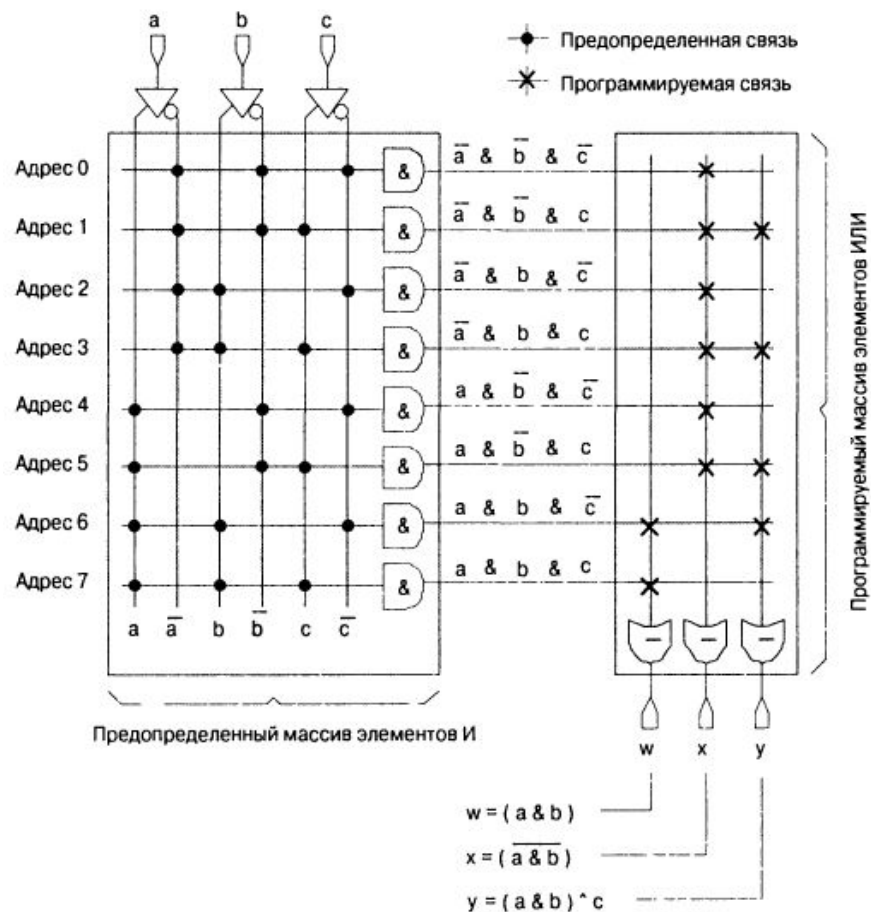 a b c
Предопределенная связь
Программируемая связь
Адрес 0 & a̅ & b̅ & c̅
Адрес 1 & a̅ & b̅ & c
Адрес 2 & a̅ & b & c̅
Адрес 3 & a̅ & b & c
Адрес 4 & a & b̅ & c̅
Адрес 5 & a & b̅ & c
Адрес 6 & a & b & c̅
Адрес 7 & a & b & c
a a̅ b b̅ c c̅
Программируемый массив элементов ИЛИ
Предопределенный массив элементов И
w x y
w = ( a & b )
x = ( a̅ ̅&̅ ̅b̅ )
y = ( a & b ) ^ c